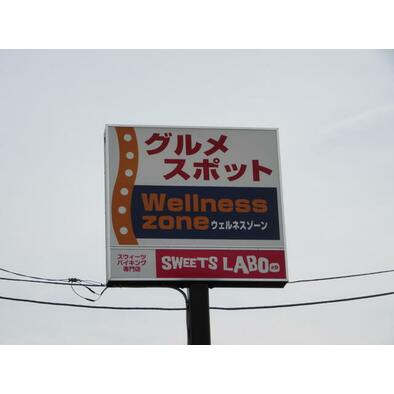 グルメ
スポット
Wellness
zone ウェルネスゾーン
スウィーツ
バイキング
専門店
SWEETS LABO